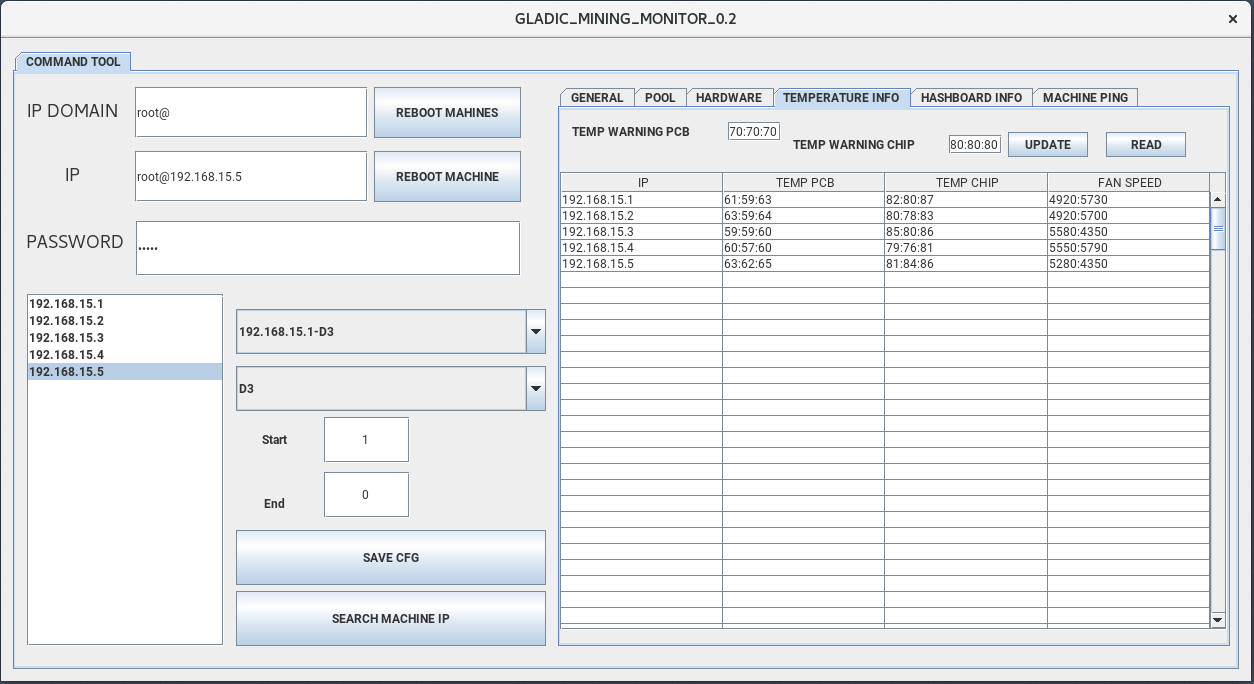 GLADIC_MINING_MONITOR_0.2
COMMAND TOOL
IP DOMAIN
root@
REBOOT MAHINES
IP
root@192.168.15.5
REBOOT MACHINE
PASSWORD
•••••
192.168.15.1
192.168.15.2
192.168.15.3
192.168.15.4
192.168.15.5
192.168.15.1-D3
D3
Start
1
End
0
SAVE CFG
SEARCH MACHINE IP
GENERAL POOL HARDWARE TEMPERATURE INFO HASHBOARD INFO MACHINE PING
TEMP WARNING PCB 70:70:70 TEMP WARNING CHIP 80:80:80 UPDATE READ
IP TEMP PCB TEMP CHIP FAN SPEED
192.168.15.1 61:59:63 82:80:87 4920:5730
192.168.15.2 63:59:64 80:78:83 4920:5700
192.168.15.3 59:59:60 85:80:86 5580:4350
192.168.15.4 60:57:60 79:76:81 5550:5790
192.168.15.5 63:62:65 81:84:86 5280:4350